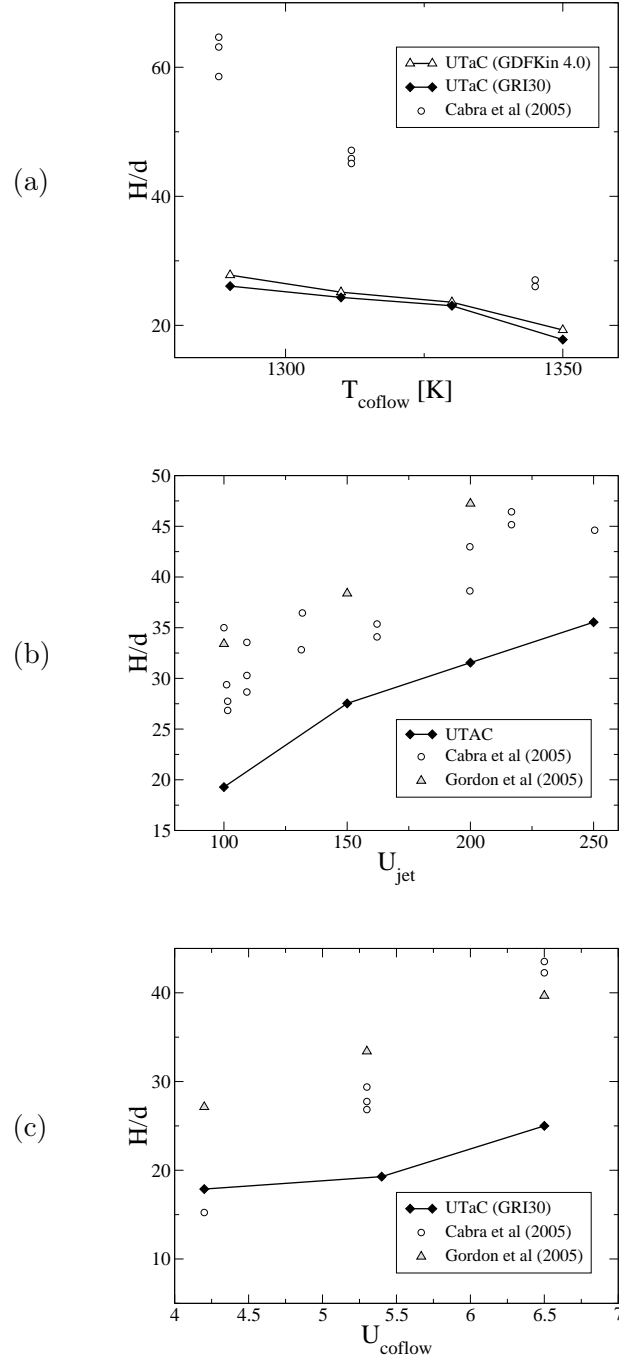 (a)
H/d
60
40
20
UTaC (GDFKin 4.0)
UTaC (GRI30)
Cabra et al (2005)
1300
1350
T_coflow [K]
(b)
H/d
50
45
40
35
30
25
20
15
UTAC
Cabra et al (2005)
Gordon et al (2005)
100
150
200
250
U_jet
(c)
H/d
40
30
20
10
UTaC (GRI30)
Cabra et al (2005)
Gordon et al (2005)
4
4.5
5
5.5
6
6.5
7
U_coflow